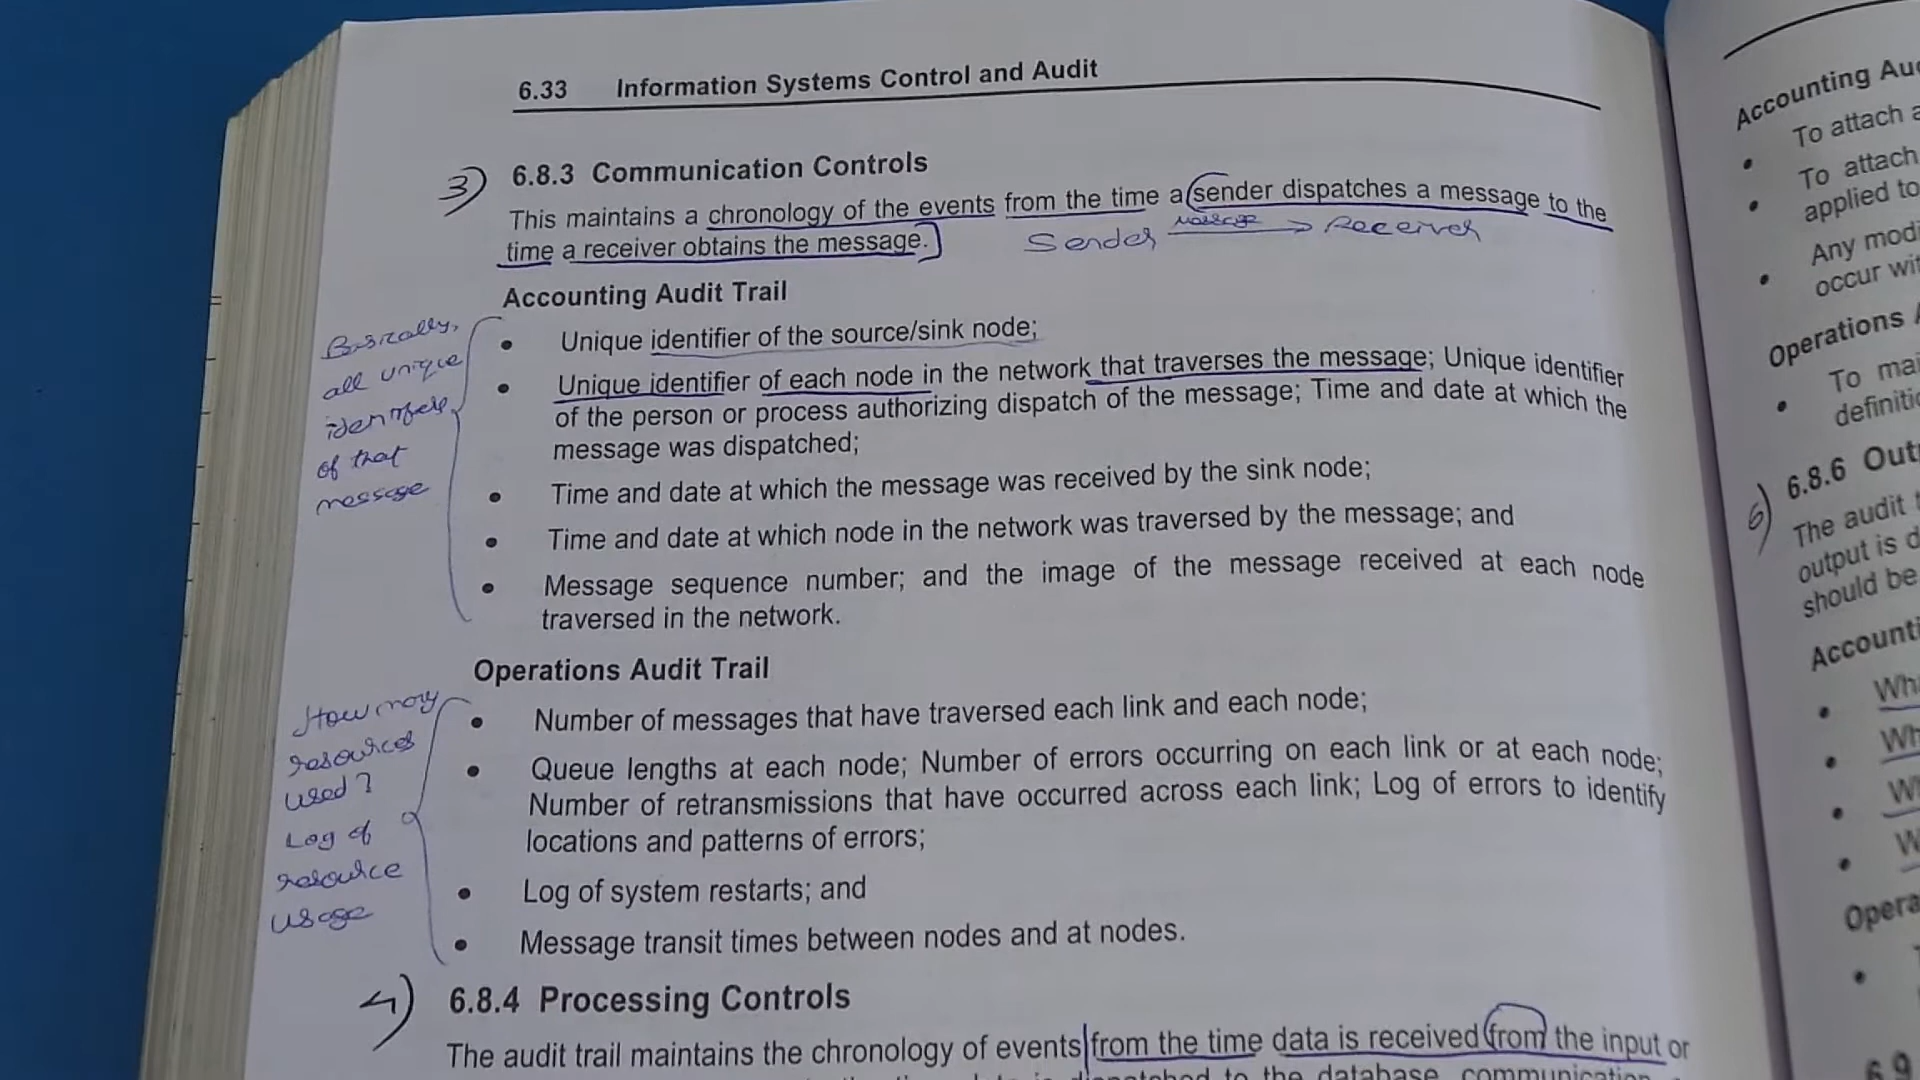 6.33 Information Systems Control and Audit
3) 6.8.3 Communication Controls
This maintains a chronology of the events from the time a sender dispatches a message to the
time a receiver obtains the message.
Sender message → Receiver
Accounting Audit Trail
• Unique identifier of the source/sink node;
• Unique identifier of each node in the network that traverses the message; Unique identifier
of the person or process authorizing dispatch of the message; Time and date at which the
message was dispatched;
• Time and date at which the message was received by the sink node;
• Time and date at which node in the network was traversed by the message; and
• Message sequence number; and the image of the message received at each node
traversed in the network.
Basically,
all unique
of that
message
Operations Audit Trail
• Number of messages that have traversed each link and each node;
• Queue lengths at each node; Number of errors occurring on each link or at each node;
Number of retransmissions that have occurred across each link; Log of errors to identify
locations and patterns of errors;
• Log of system restarts; and
• Message transit times between nodes and at nodes.
How many
resources
used?
Log of
resource
usage
4) 6.8.4 Processing Controls
The audit trail maintains the chronology of events from the time data is received from the input or
to the database, communication
Accounting
• To attach
• To attach
applied to
•
Any
occur
Operations
• To
6) 6.8.6
The audit
output is
should be
•
•
•
•
•
6.9